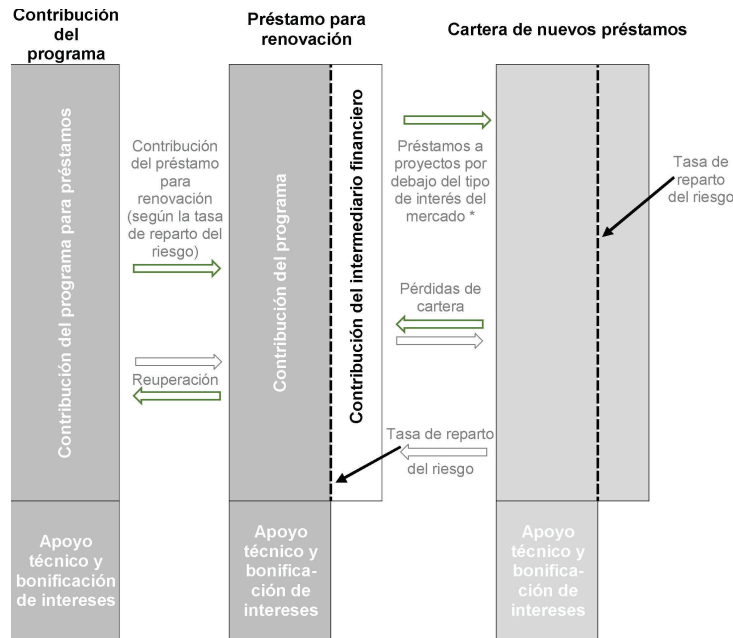 Contribución
del
programa
Préstamo para
renovación
Cartera de nuevos préstamos
Contribución del programa para préstamos
Contribución
del préstamo
para
renovación
(según la tasa
de reparto del
riesgo)
Reuperación
Contribución del programa
Contribución del intermediario financiero
Préstamos a
proyectos por
debajo del tipo
de interés del
mercado *
Pérdidas de
cartera
Tasa de reparto
del riesgo
Tasa de
reparto
del riesgo
Apoyo
técnico y
bonificación
de intereses
Apoyo
técnico y
bonifica-
ción de
intereses
Apoyo
técnico y
bonifica-
ción de
intereses